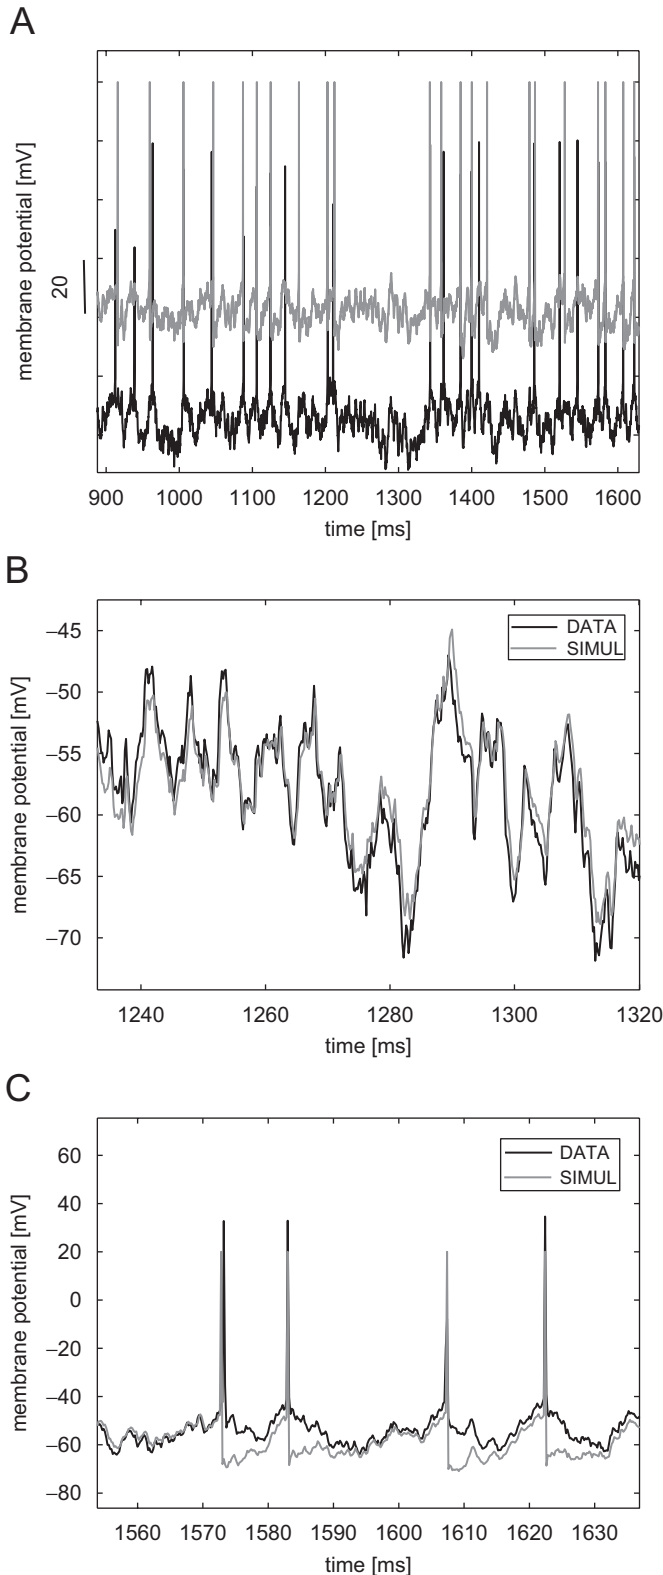 A
membrane potential [mV]
20
900 1000 1100 1200 1300 1400 1500 1600
time [ms]
B
membrane potential [mV]
−45
−50
−55
−60
−65
−70
DATA
SIMUL
1240 1260 1280 1300 1320
time [ms]
C
membrane potential [mV]
60
40
20
0
−20
−40
−60
−80
DATA
SIMUL
1560 1570 1580 1590 1600 1610 1620 1630
time [ms]